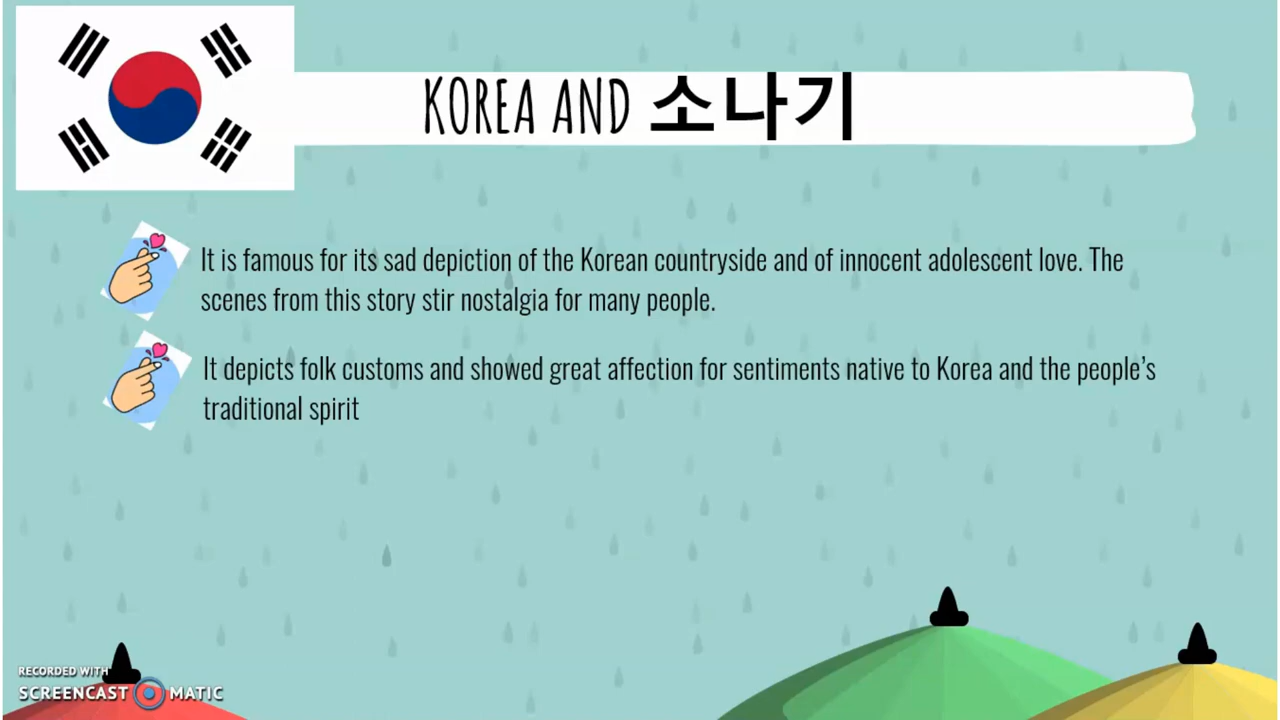 KOREA AND 소나기
It is famous for its sad depiction of the Korean countryside and of innocent adolescent love. The
scenes from this story stir nostalgia for many people.
It depicts folk customs and showed great affection for sentiments native to Korea and the people's
traditional spirit
RECORDED WITH
SCREENCAST MATIC